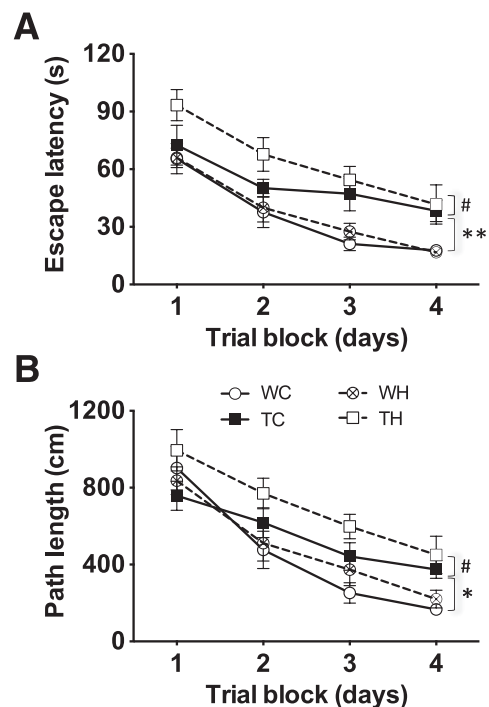 A
120
90
60
30
0
Escape latency (s)
#
**
1 2 3 4
Trial block (days)
B
WC WH
TC TH
1200
800
400
0
Path length (cm)
#
*
1 2 3 4
Trial block (days)